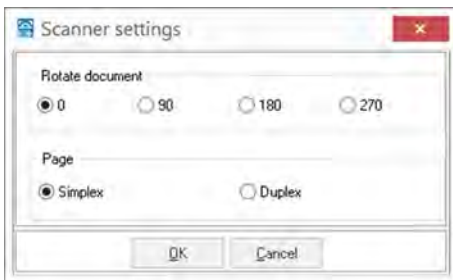 Scanner settings
Rotate document
0 90 180 270
Page
Simplex Duplex
OK Cancel